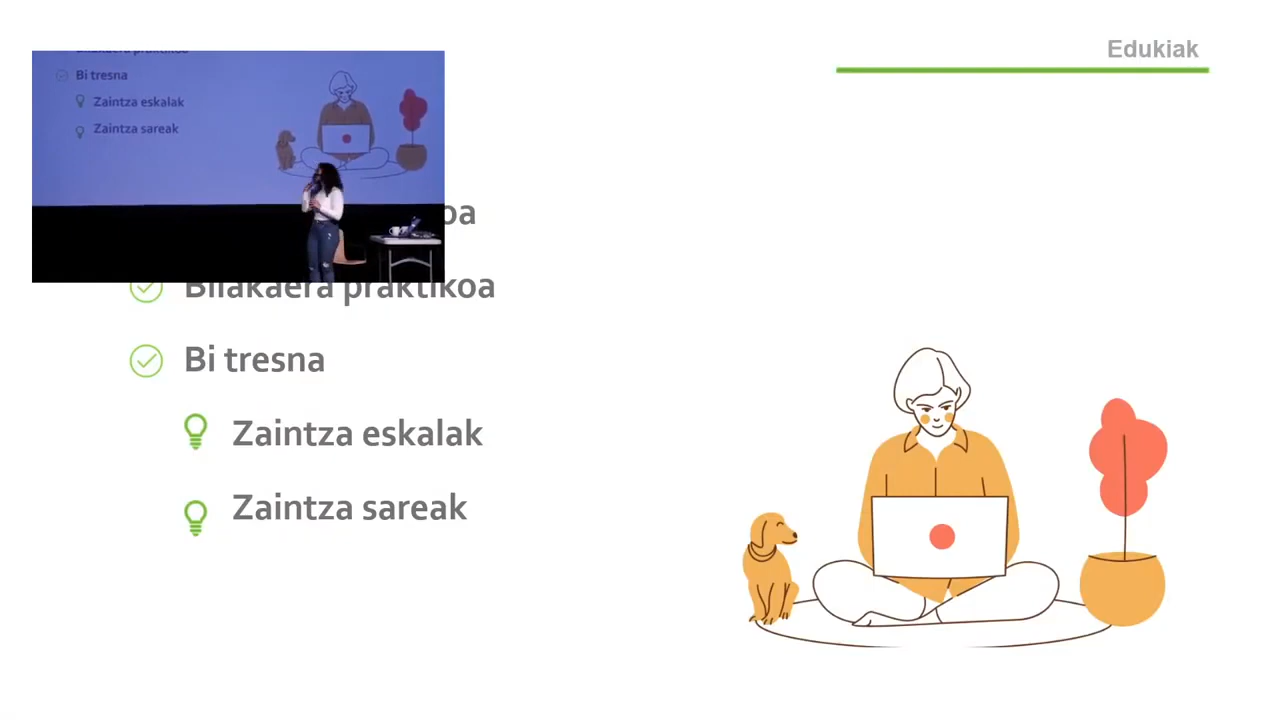 Edukiak
Bi tresna
Zaintza eskalak
Zaintza sareak
Bilakaera praktikoa
Bi tresna
Zaintza eskalak
Zaintza sareak